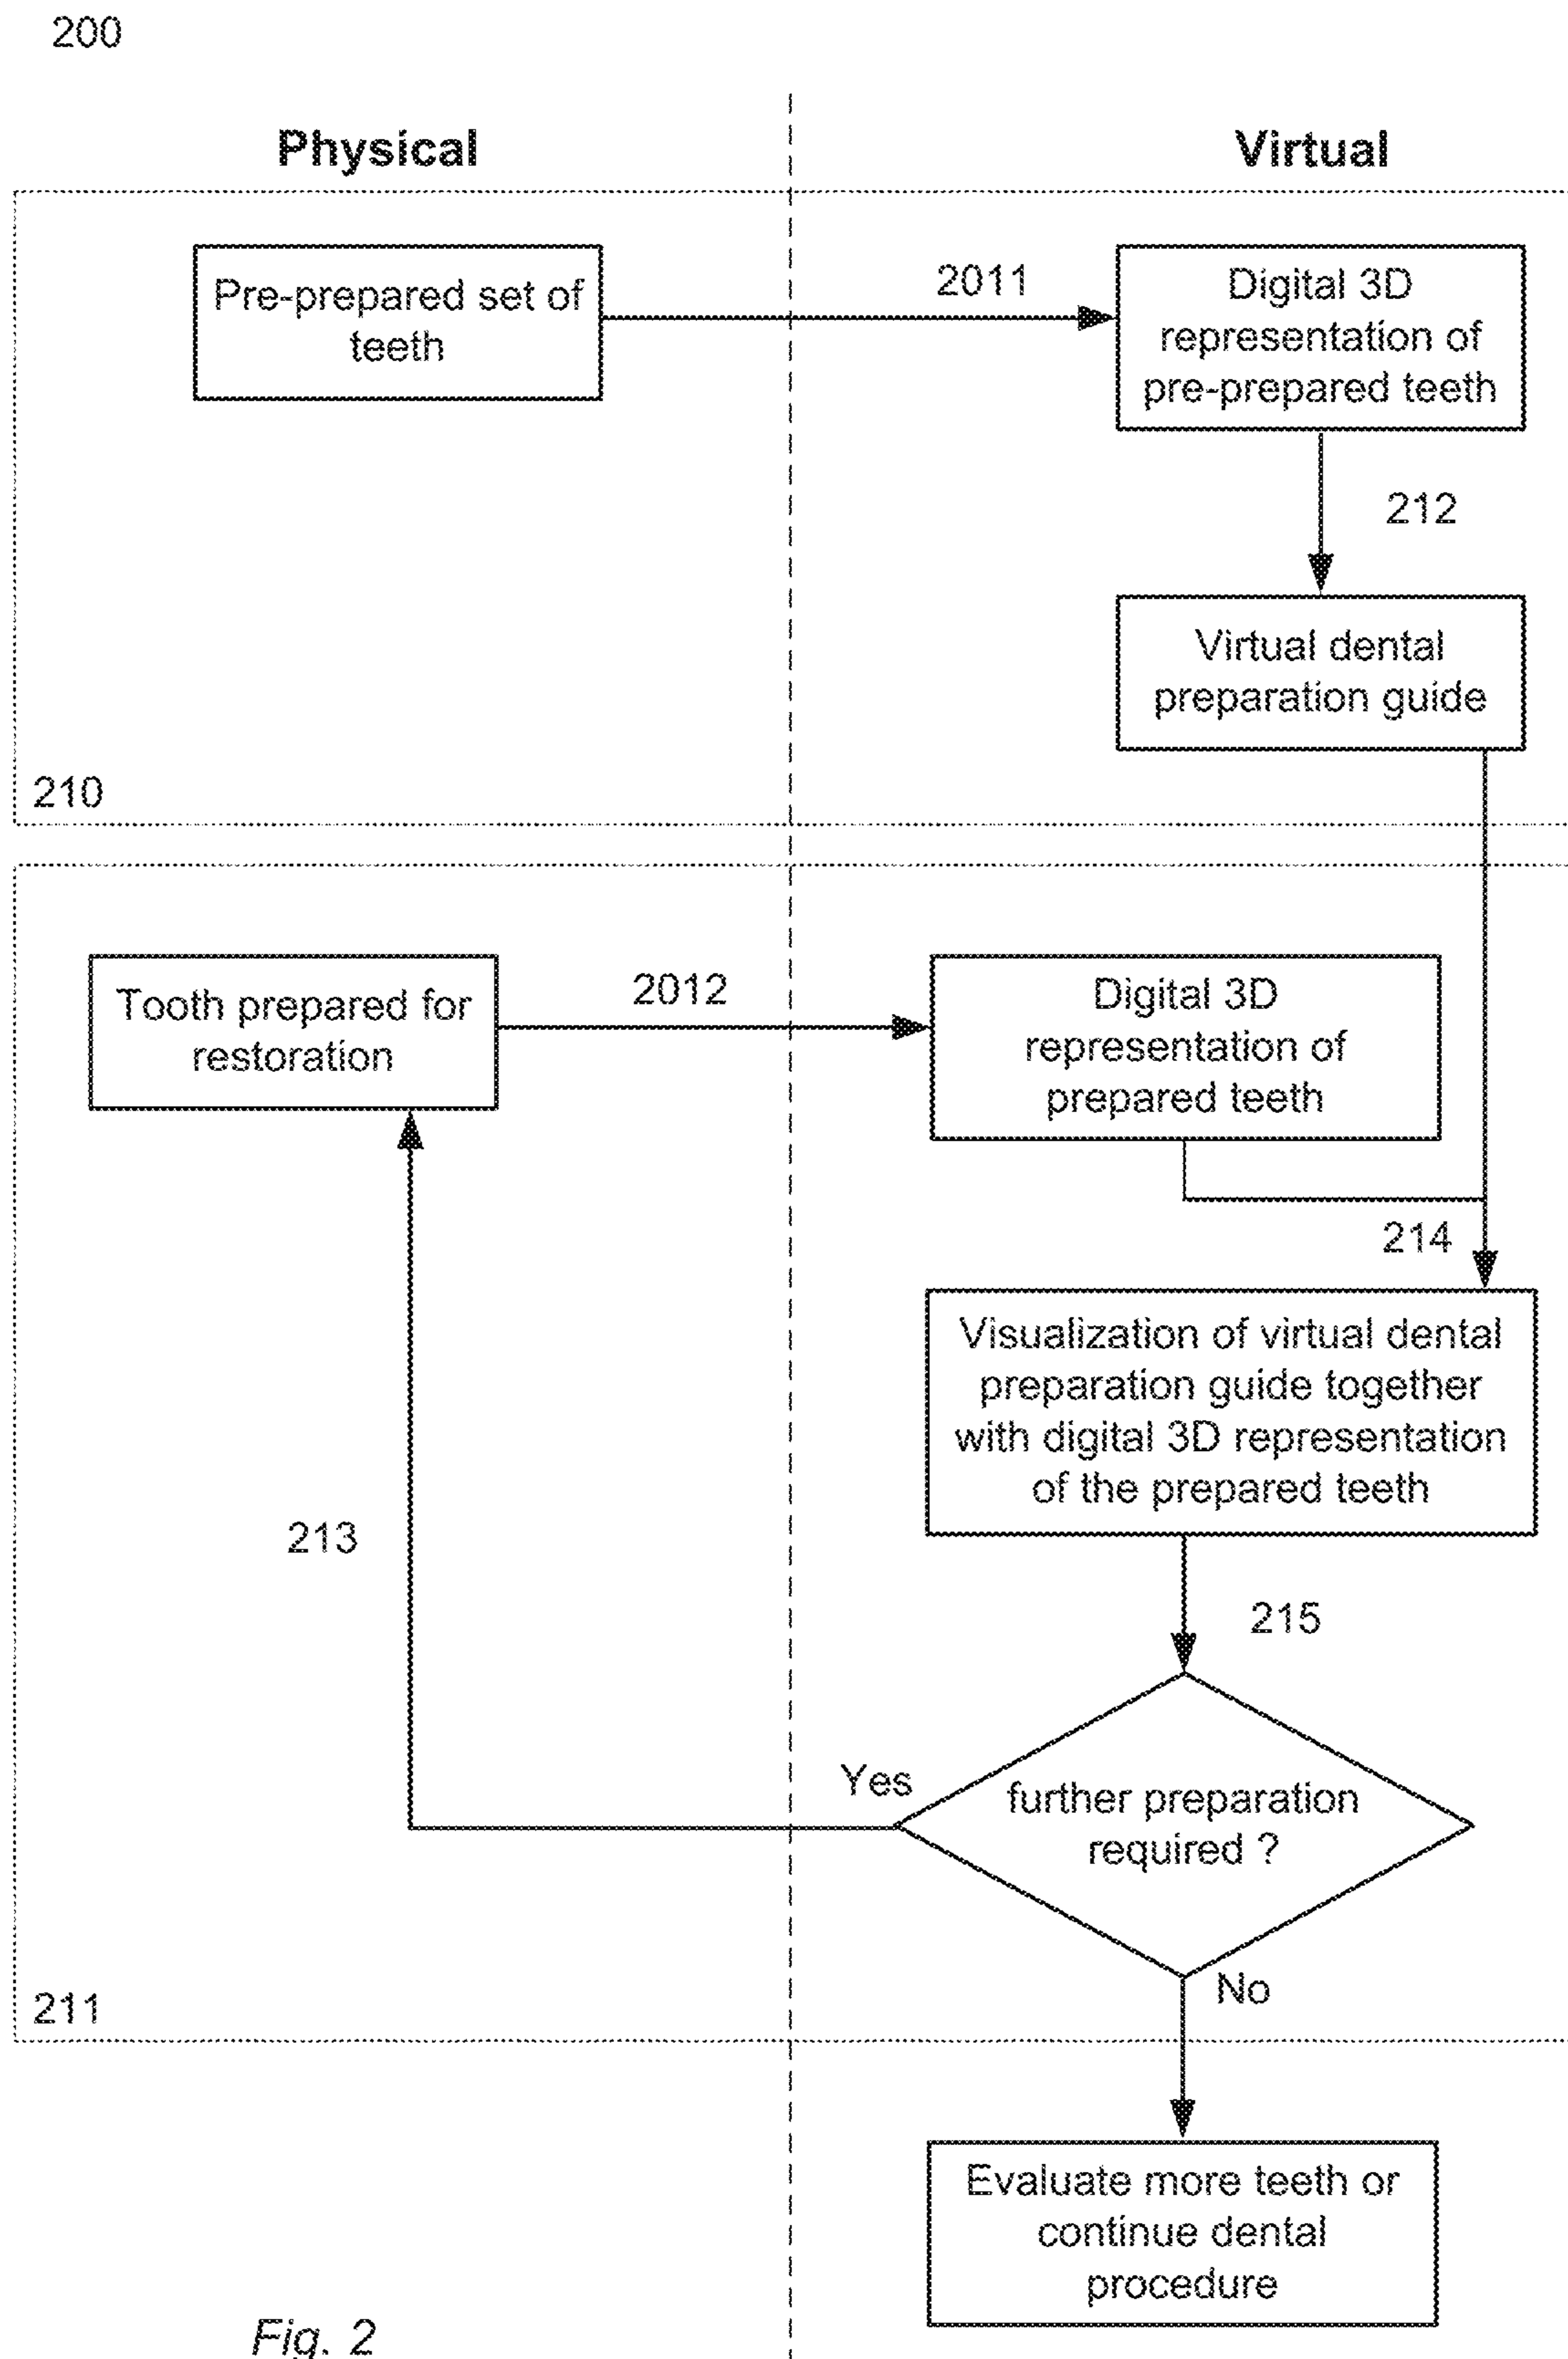 200
Physical
Virtual
Pre-prepared set of
teeth
2011
Digital 3D
representation of
pre-prepared teeth
212
Virtual dental
preparation guide
210
Tooth prepared for
restoration
2012
Digital 3D
representation of
prepared teeth
214
Visualization of virtual dental
preparation guide together
with digital 3D representation
of the prepared teeth
213
215
Yes
further preparation
required ?
No
211
Evaluate more teeth or
continue dental
procedure
Fig. 2